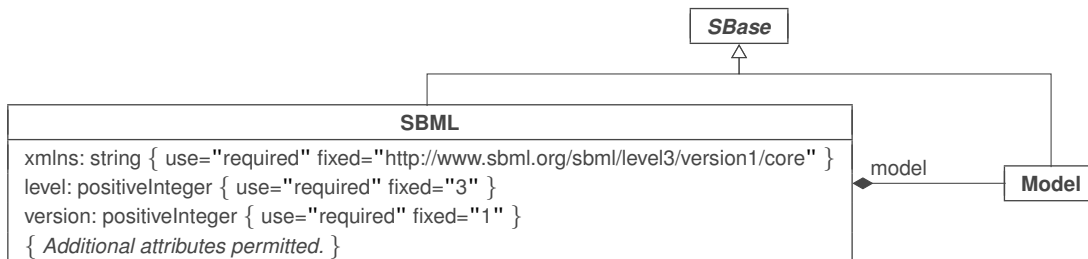 SBase
SBML
xmlns: string { use="required" fixed="http://www.sbml.org/sbml/level3/version1/core" }
level: positiveInteger { use="required" fixed="3" }
version: positiveInteger { use="required" fixed="1" }
{ Additional attributes permitted. }
model
Model